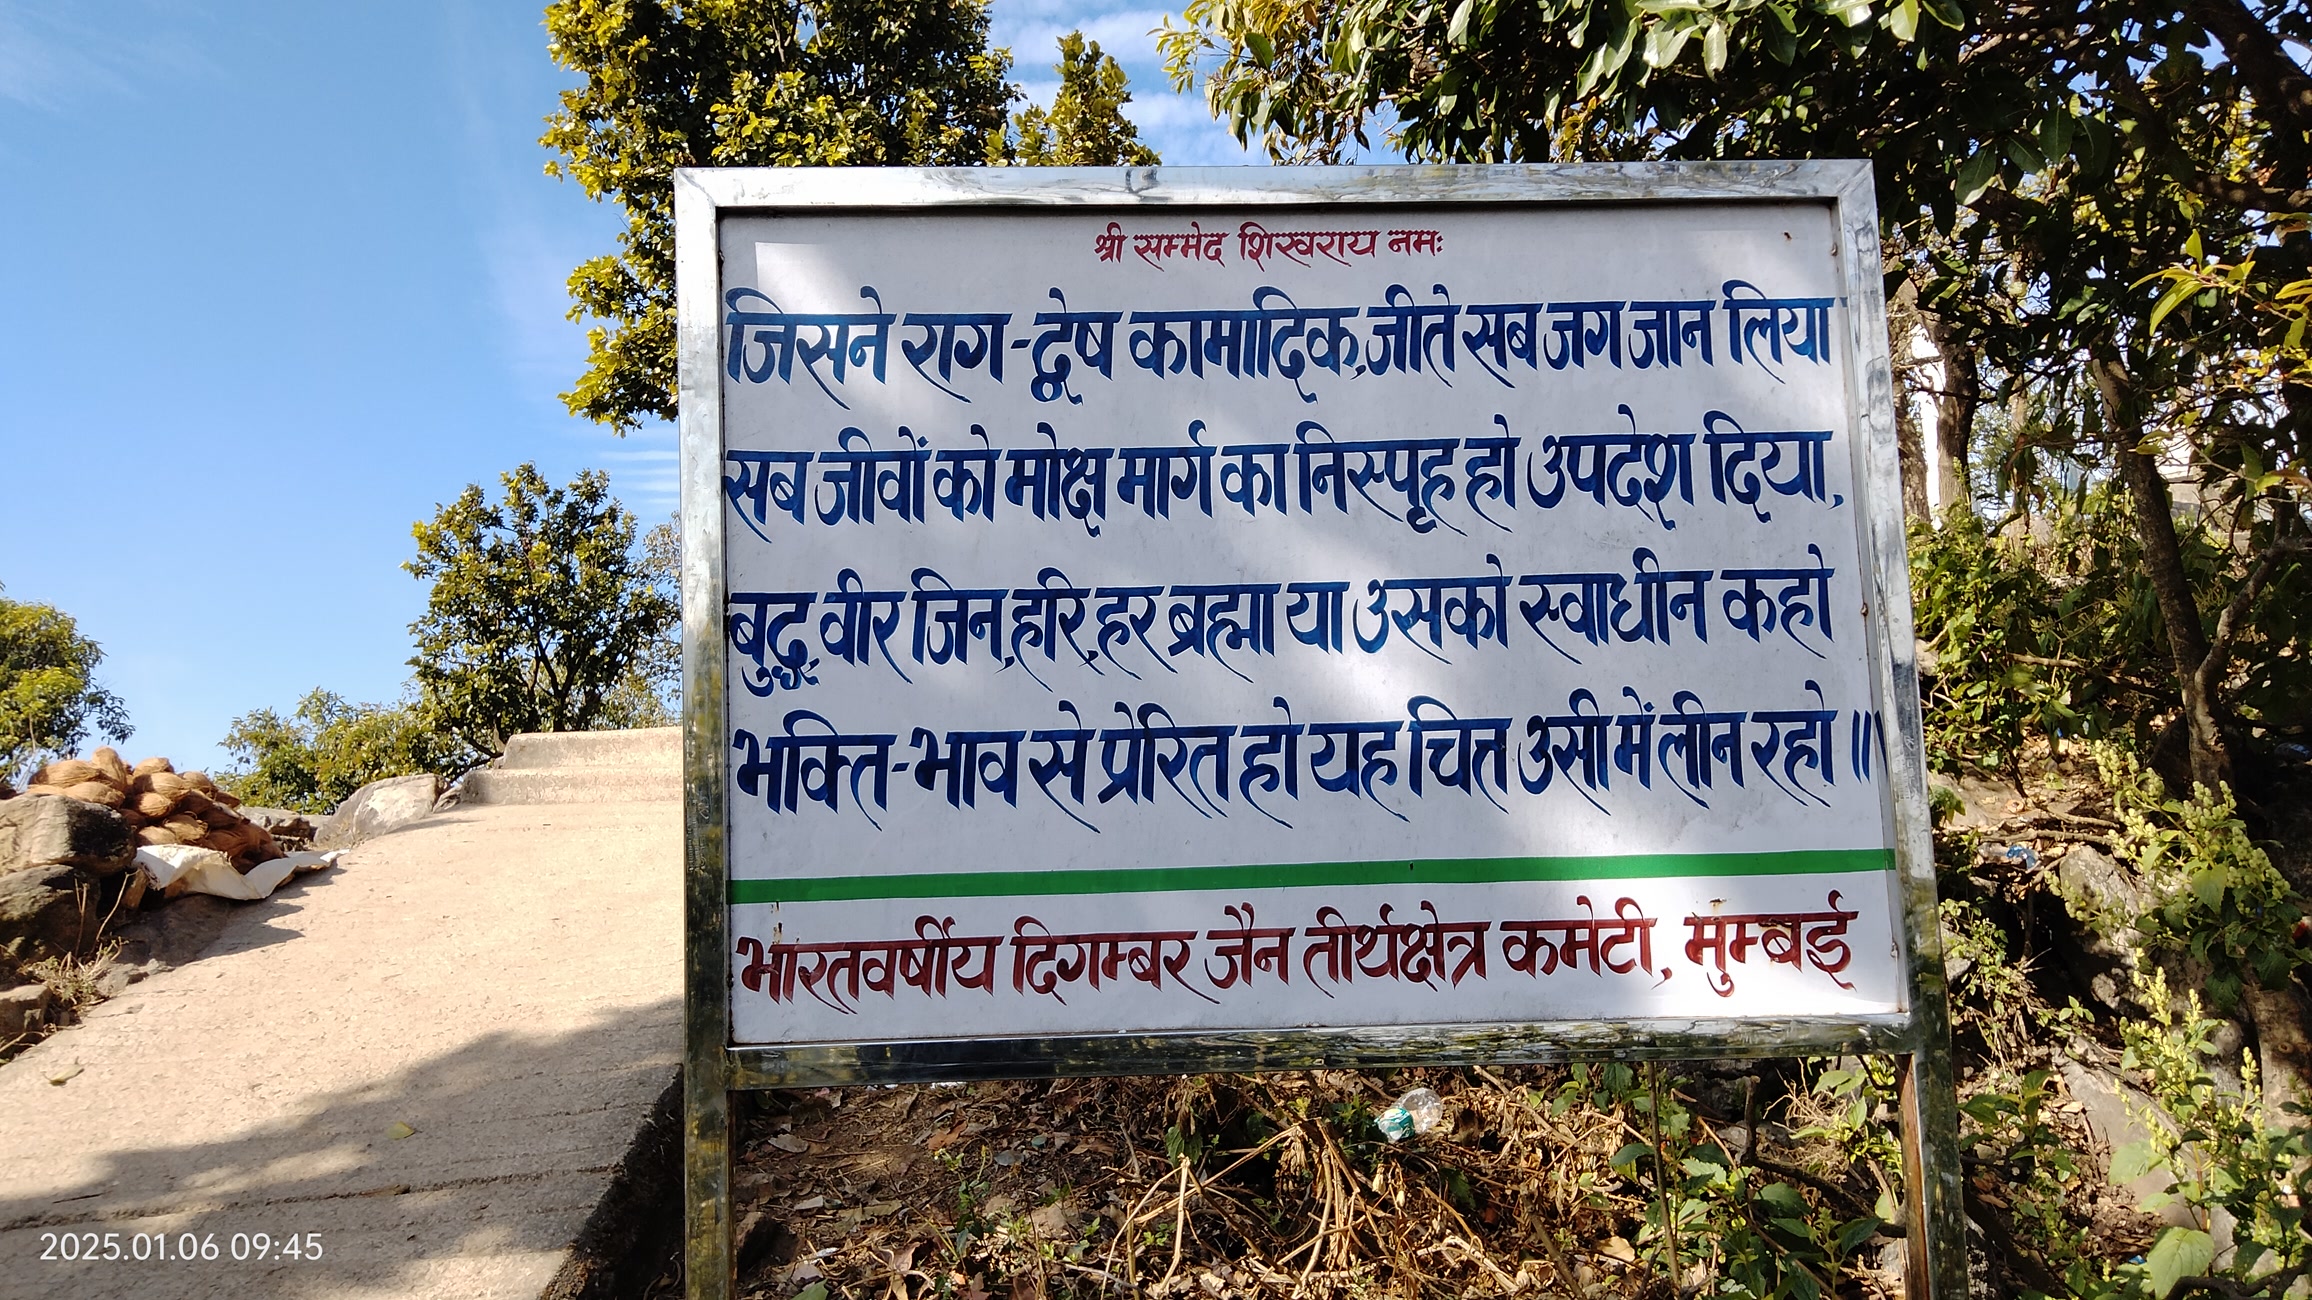 श्री सम्मेद शिखराय नमः
जिसने राग-द्वेष कामादिक,जीते सब जग जान लिया
सब जीवों को मोक्ष मार्ग का निस्पृह हो उपदेश दिया,
बुद्ध,वीर जिन,हरि,हर ब्रह्मा या उसको स्वाधीन कहो
भक्ति-भाव से प्रेरित हो यह चित्त उसी में लीन रहो ॥
भारतवर्षीय दिगम्बर जैन तीर्थक्षेत्र कमेटी, मुम्बई
2025.01.06 09:45